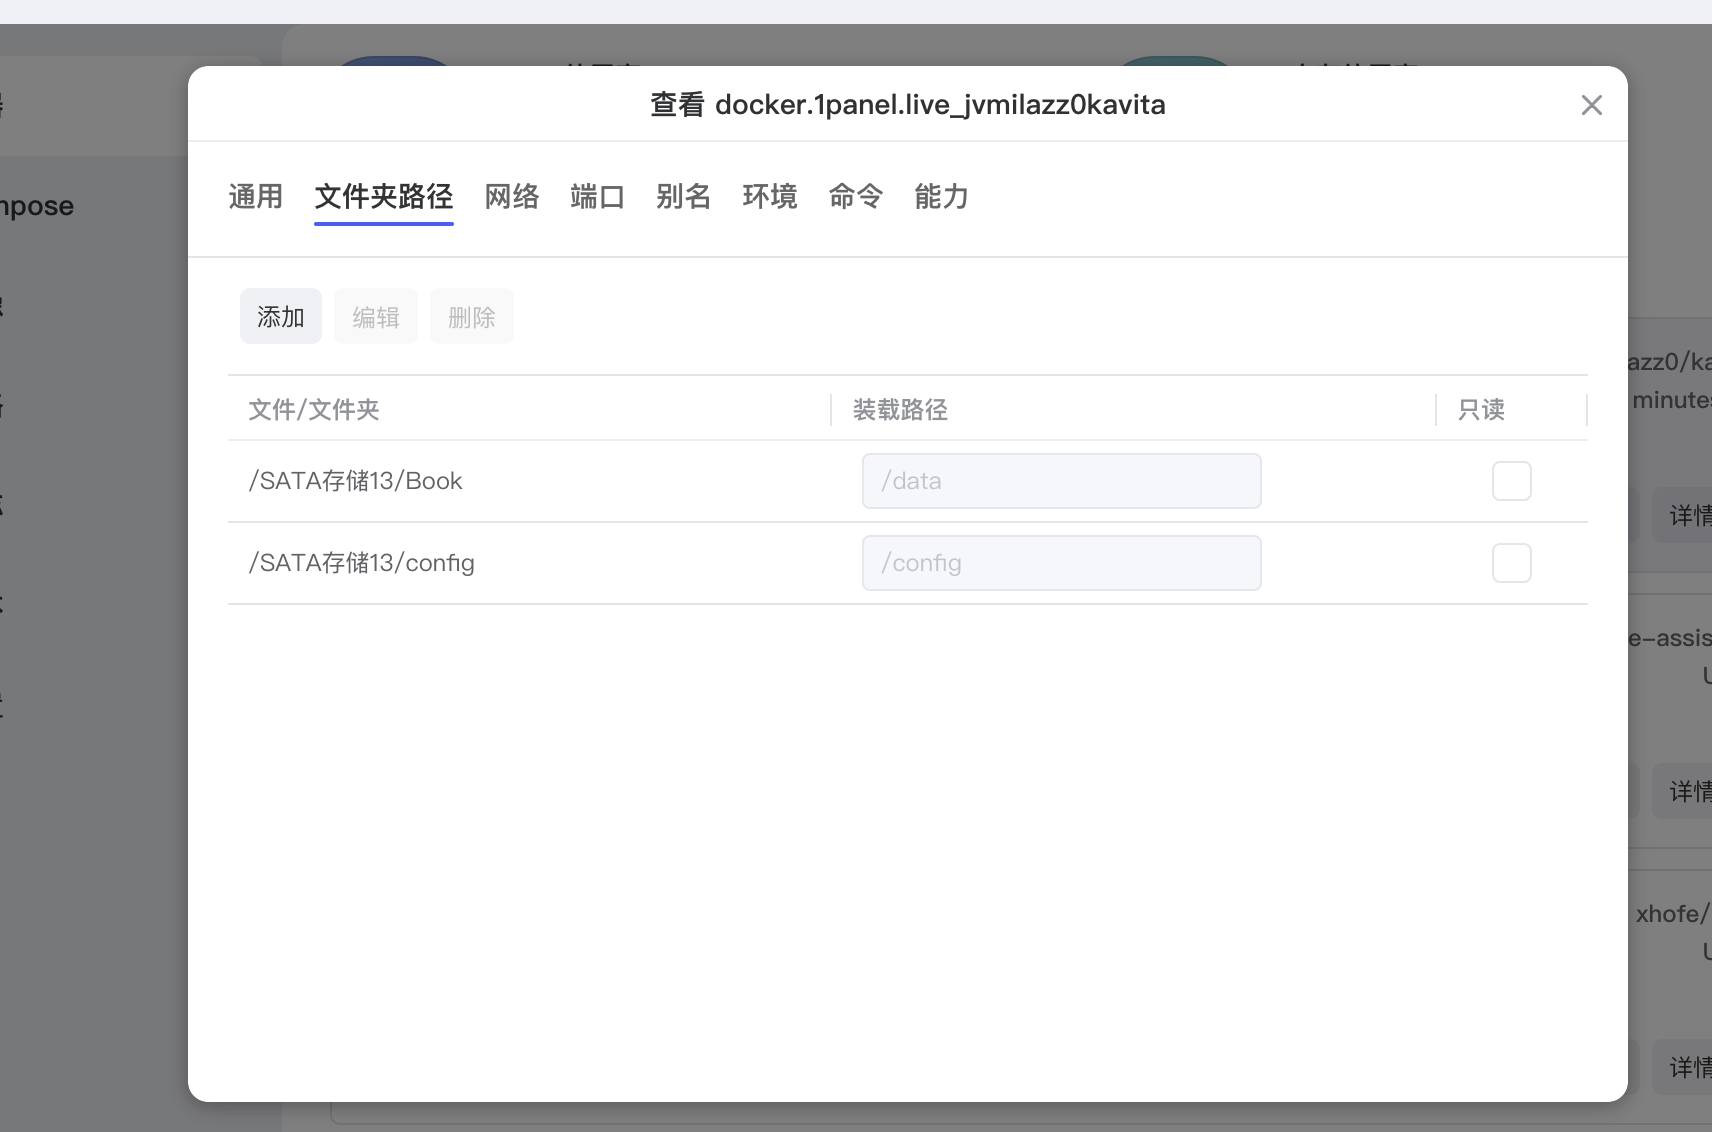 查看 docker.1panel.live_jvmilazz0kavita
通用 文件夹路径 网络 端口 别名 环境 命令 能力
添加 编辑 删除
文件/文件夹 装载路径 只读
/SATA存储13/Book /data
/SATA存储13/config /config
mpose
azz0/ka
minutes
详情
e-assis
详情
xhofe/
详情